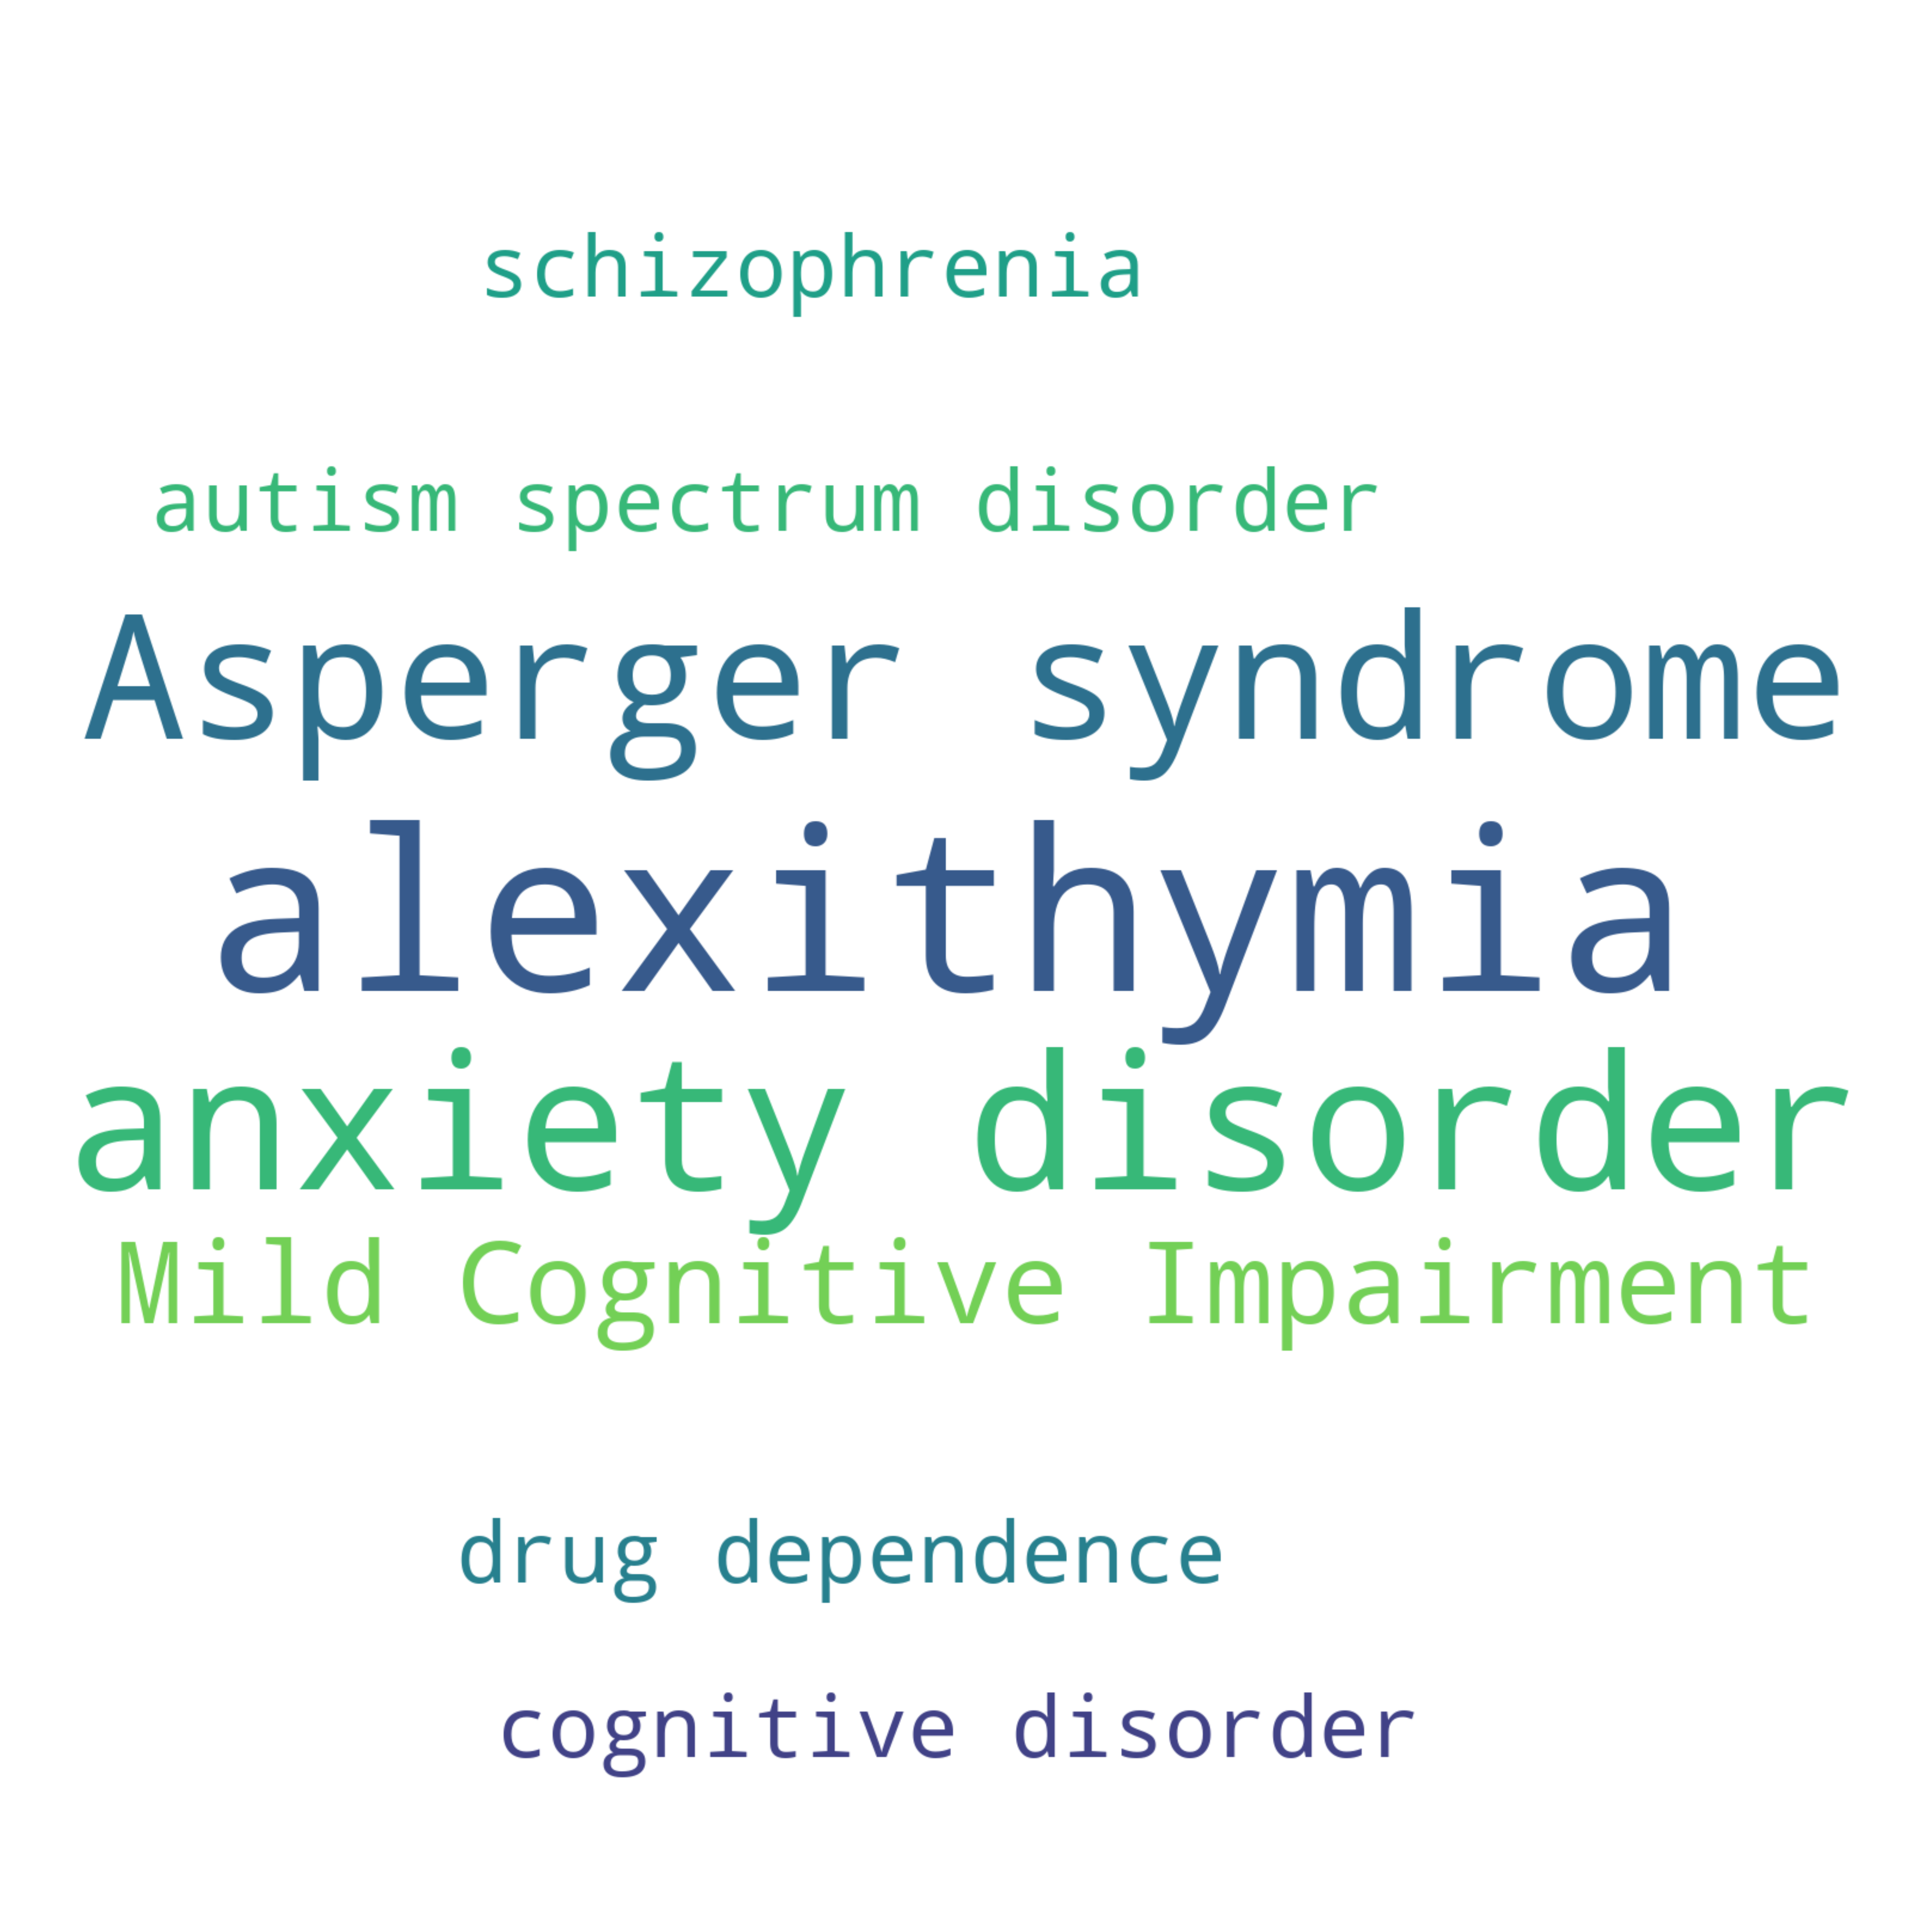 schizophrenia
autism spectrum disorder
Asperger syndrome
alexithymia
anxiety disorder
Mild Cognitive Impairment
drug dependence
cognitive disorder